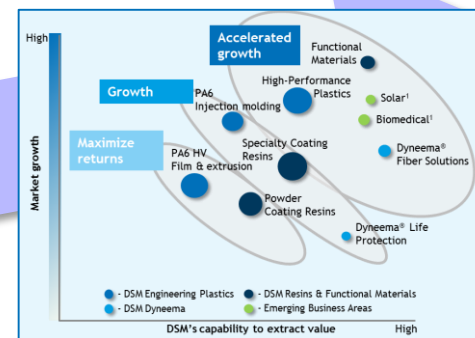 High
Accelerated
growth
Functional
Materials
High-Performance
Plastics
Solar¹
Growth
PA6
Injection molding
Biomedical¹
Maximize
returns
Specialty Coating
Resins
Dyneema®
Fiber Solutions
PA6 HV
Film & extrusion
Powder
Coating Resins
Dyneema® Life
Protection
Market growth
- DSM Engineering Plastics
- DSM Resins & Functional Materials
- DSM Dyneema
- Emerging Business Areas
DSM's capability to extract value
High